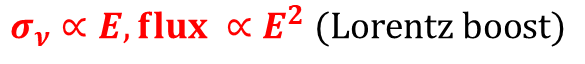 σ_ν ∝ E, flux ∝ E² (Lorentz boost)